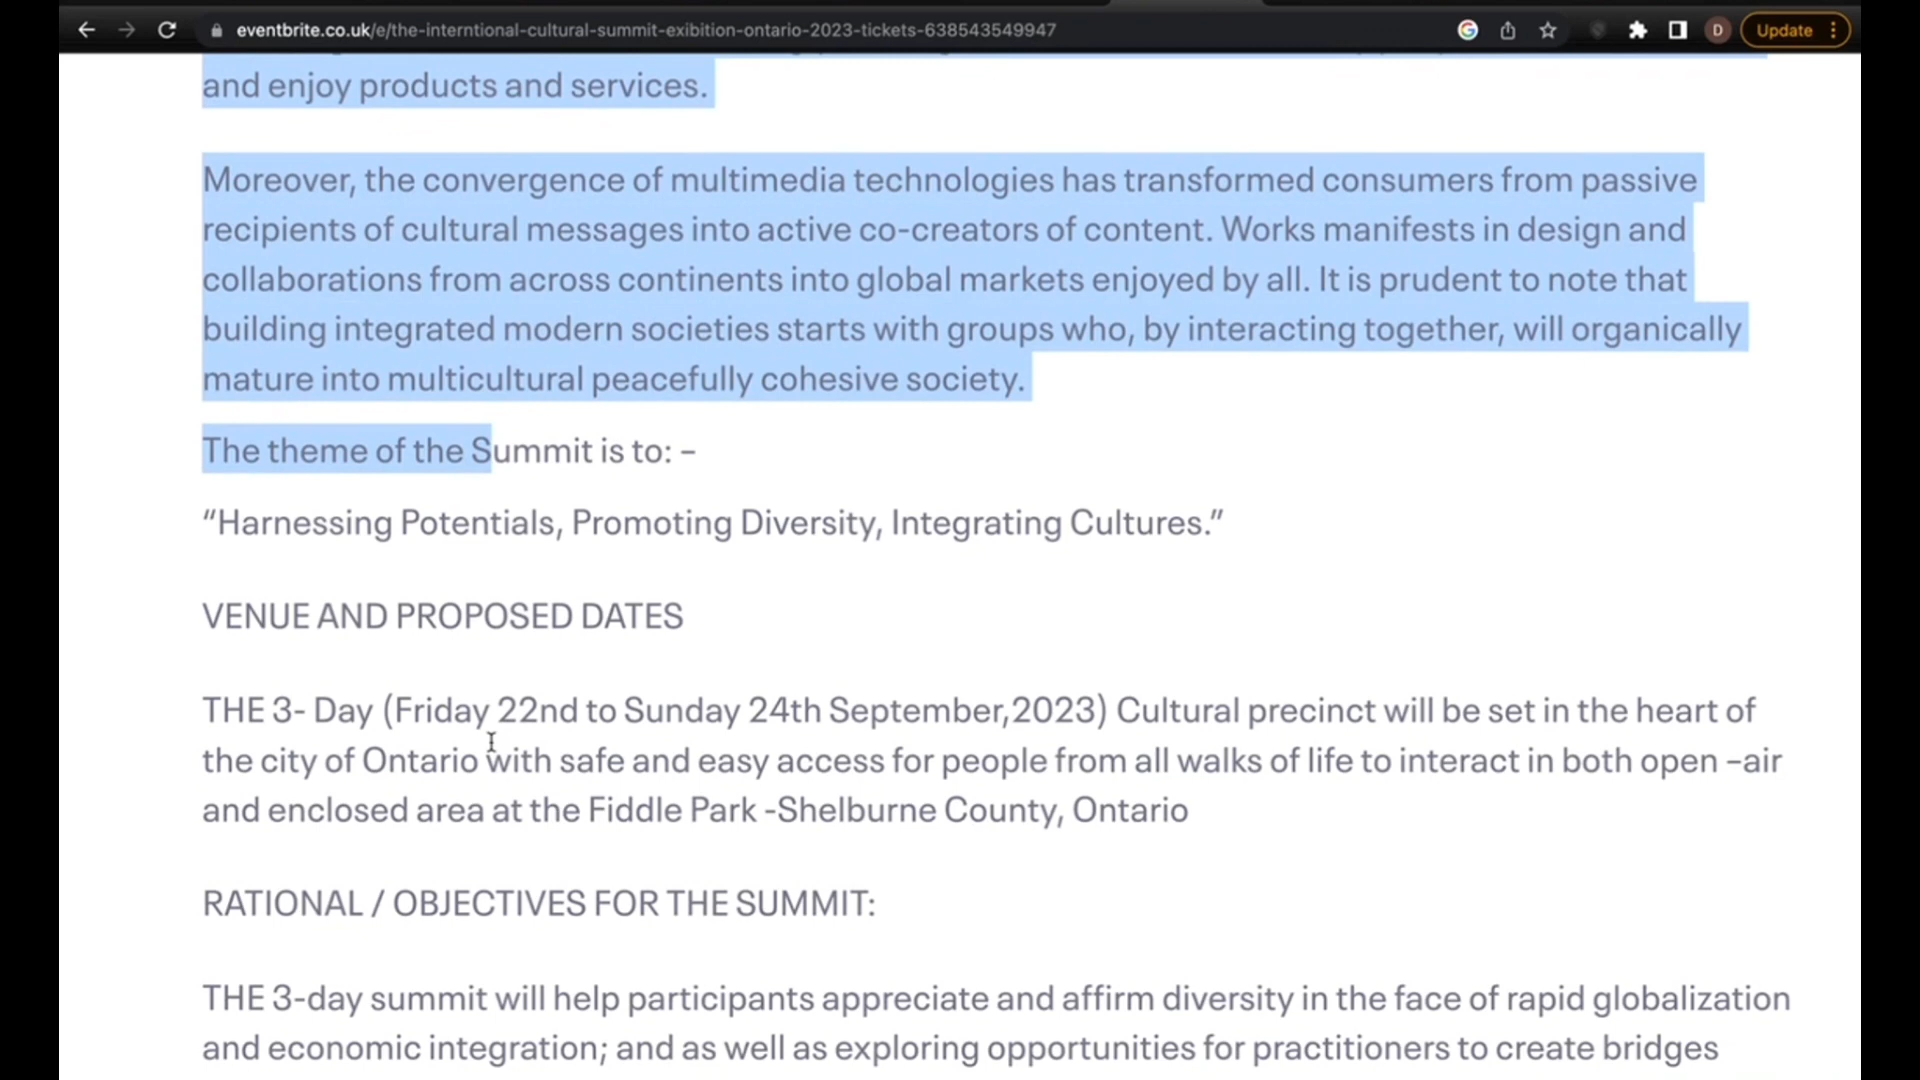 eventbrite.co.uk/e/the-interntional-cultural-summit-exibition-ontario-2023-tickets-638543549947
G
D
Update
and enjoy products and services.
Moreover, the convergence of multimedia technologies has transformed consumers from passive
recipients of cultural messages into active co-creators of content. Works manifests in design and
collaborations from across continents into global markets enjoyed by all. It is prudent to note that
building integrated modern societies starts with groups who, by interacting together, will organically
mature into multicultural peacefully cohesive society.
The theme of the Summit is to: –
“Harnessing Potentials, Promoting Diversity, Integrating Cultures.”
VENUE AND PROPOSED DATES
THE 3- Day (Friday 22nd to Sunday 24th September,2023) Cultural precinct will be set in the heart of
the city of Ontario with safe and easy access for people from all walks of life to interact in both open –air
and enclosed area at the Fiddle Park -Shelburne County, Ontario
RATIONAL / OBJECTIVES FOR THE SUMMIT:
THE 3-day summit will help participants appreciate and affirm diversity in the face of rapid globalization
and economic integration; and as well as exploring opportunities for practitioners to create bridges